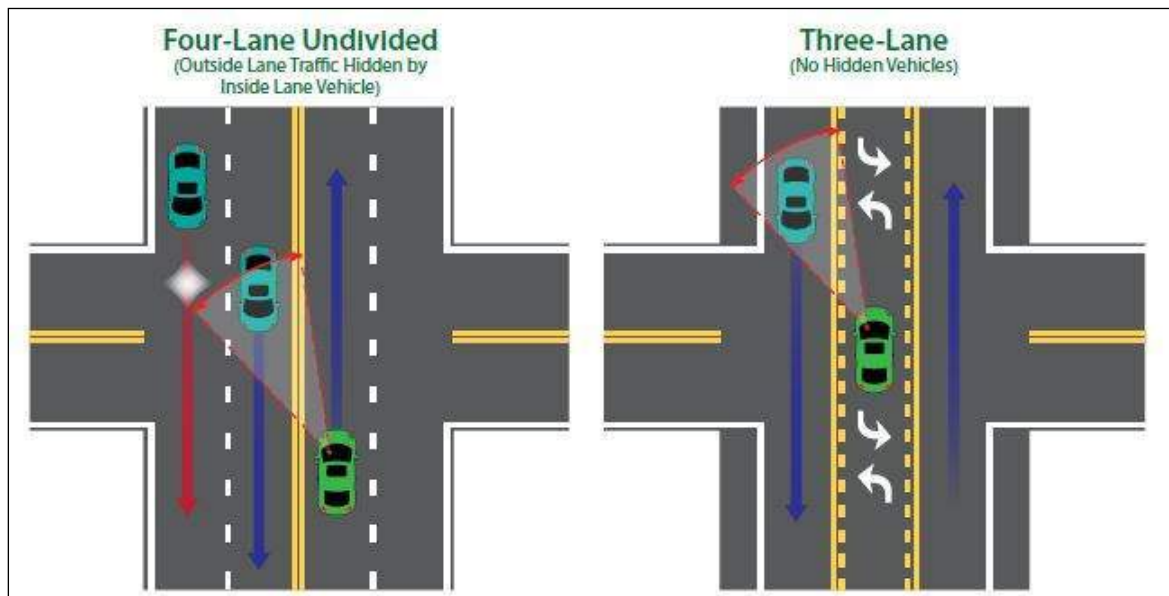 Four-Lane Undivided
(Outside Lane Traffic Hidden by
Inside Lane Vehicle)
Three-Lane
(No Hidden Vehicles)